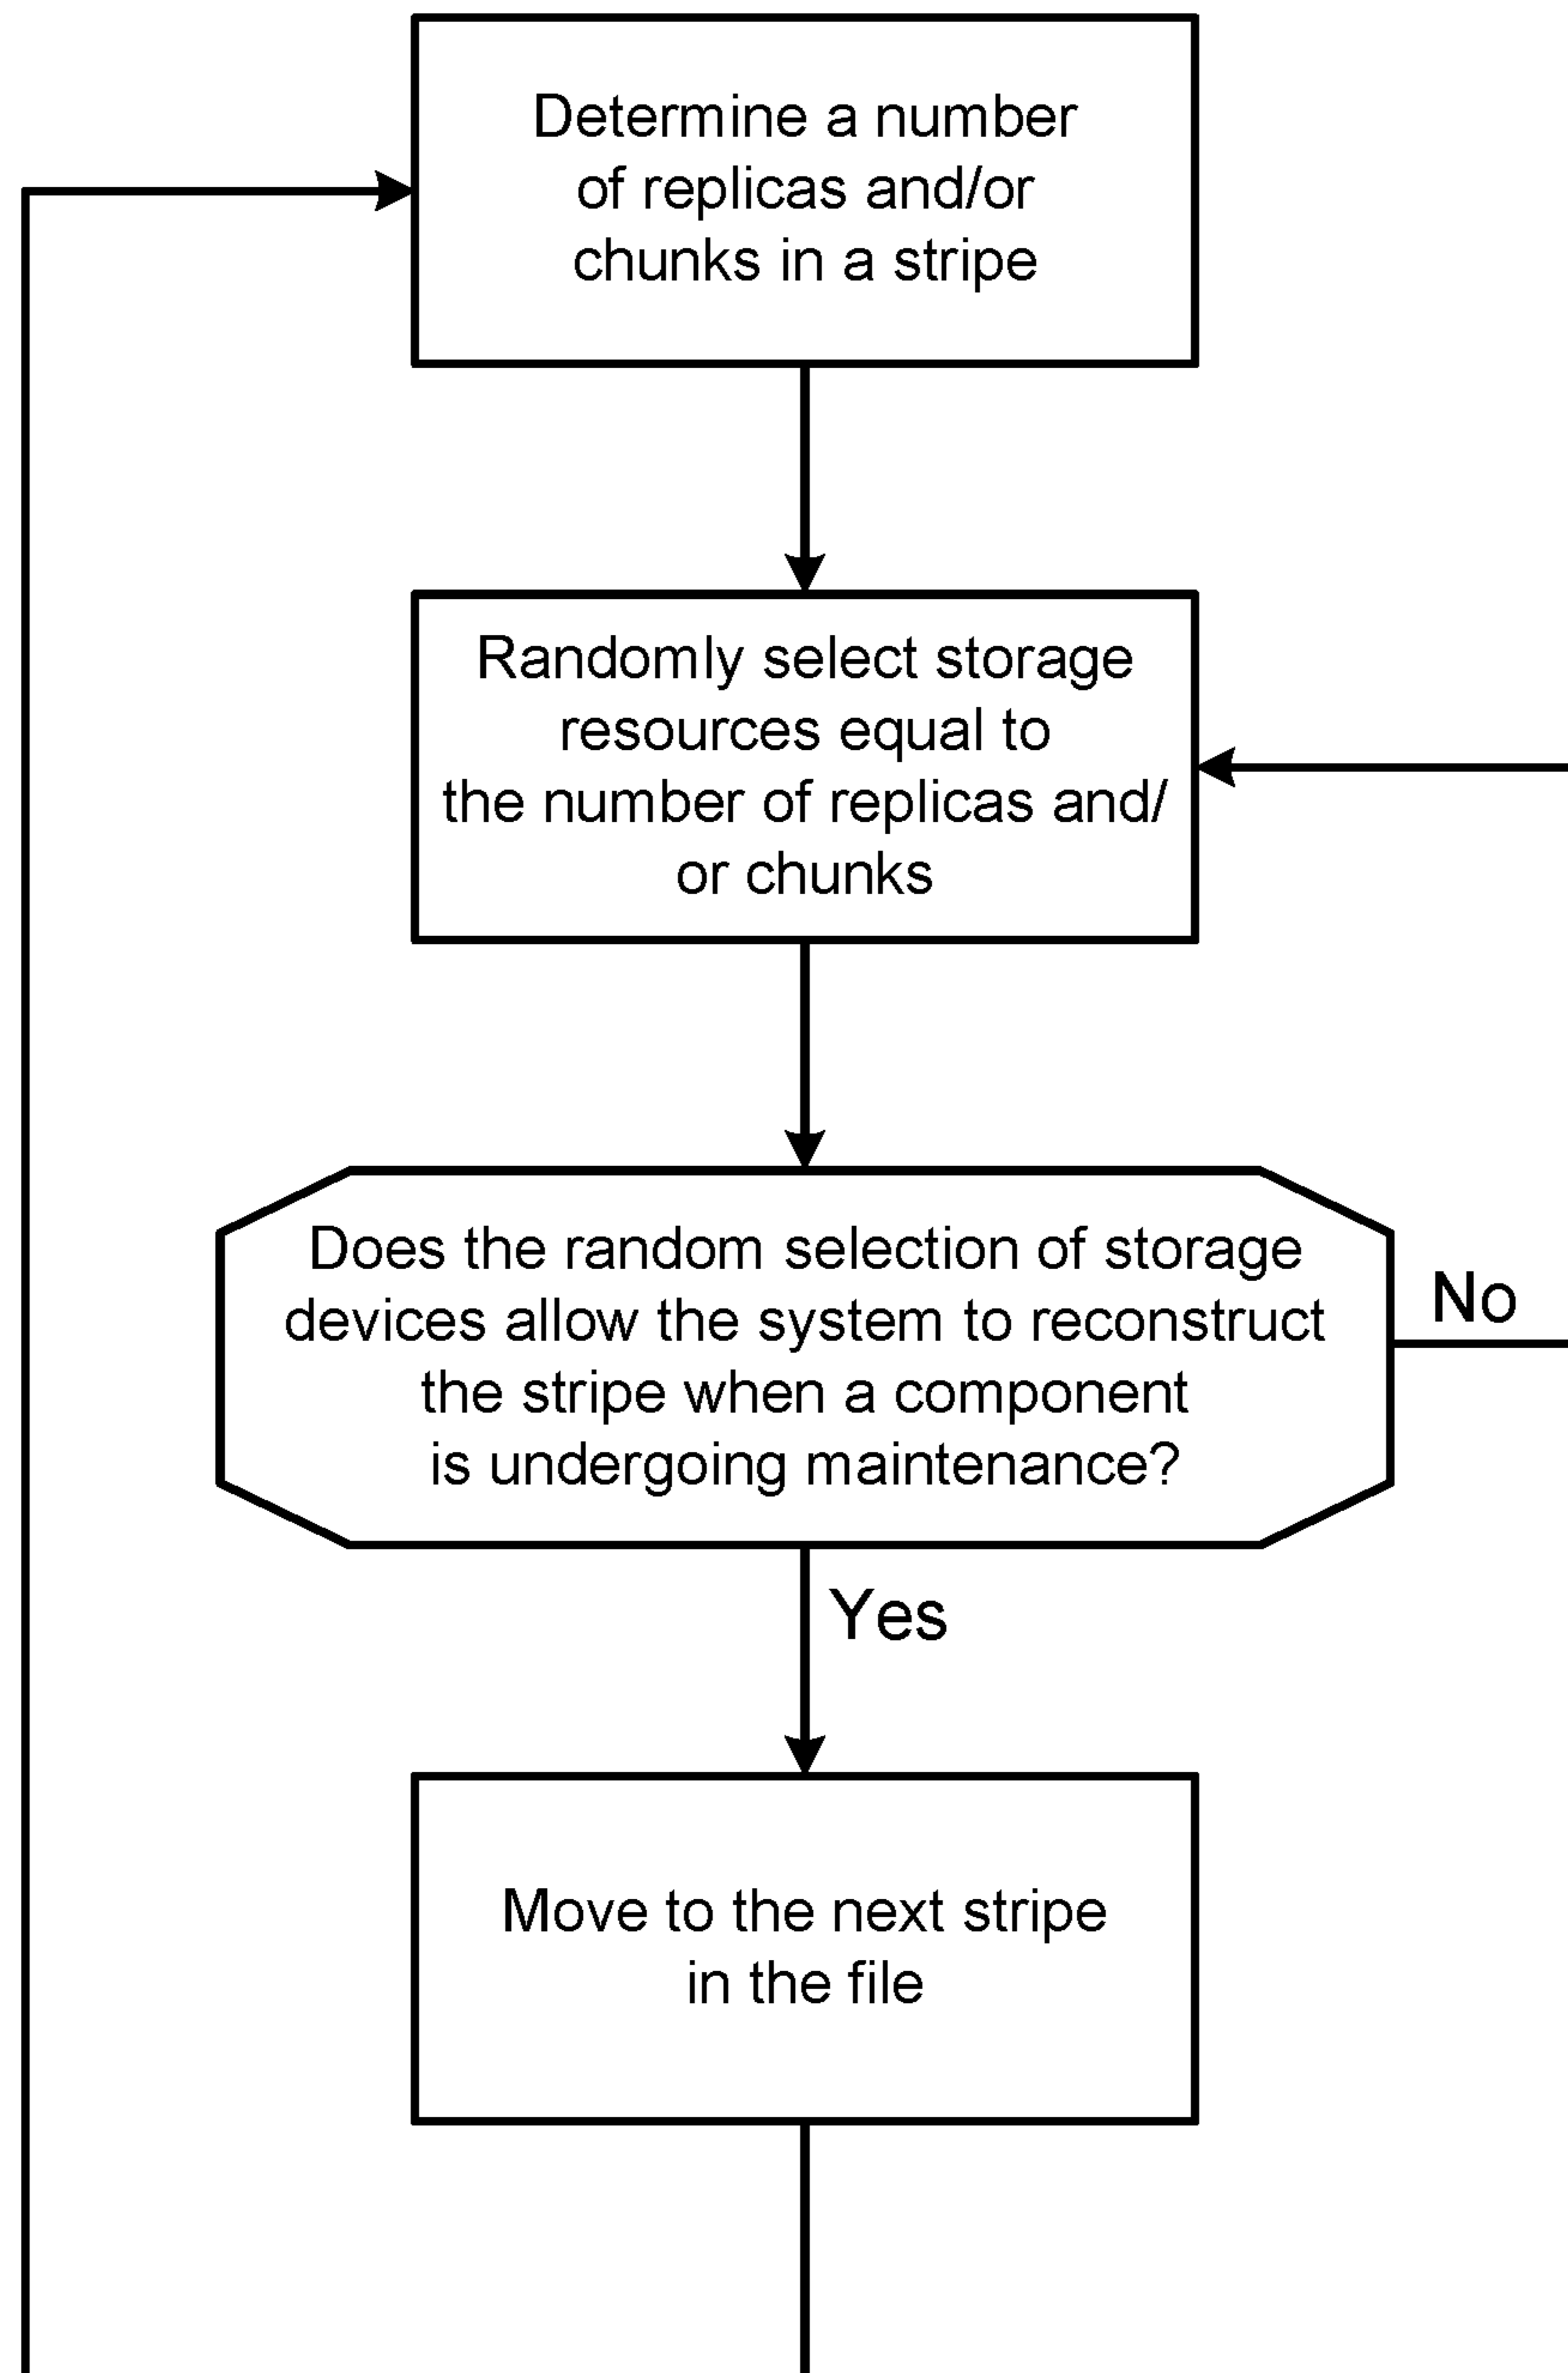 Determine a number
of replicas and/or
chunks in a stripe
Randomly select storage
resources equal to
the number of replicas and/
or chunks
Does the random selection of storage
devices allow the system to reconstruct
the stripe when a component
is undergoing maintenance?
No
Yes
Move to the next stripe
in the file